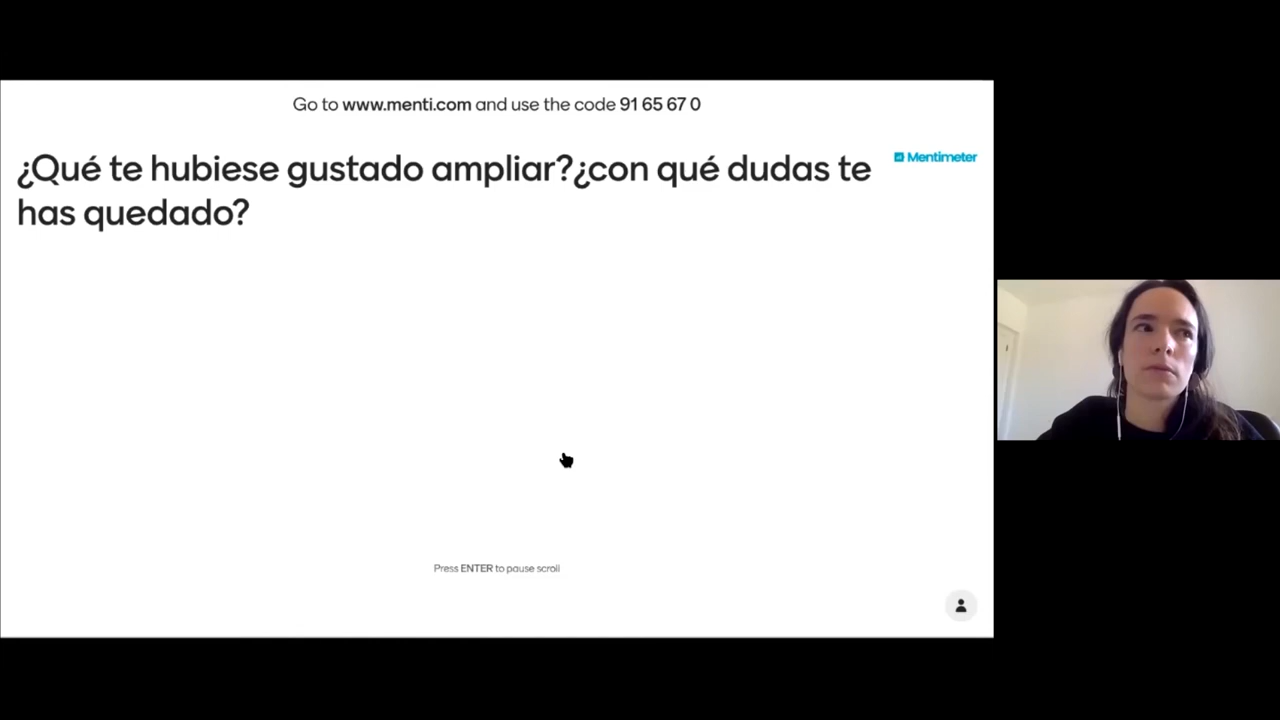 Go to www.menti.com and use the code 91 65 67 0
¿Qué te hubiese gustado ampliar?¿con qué dudas te
has quedado?
Mentimeter
Press ENTER to pause scroll